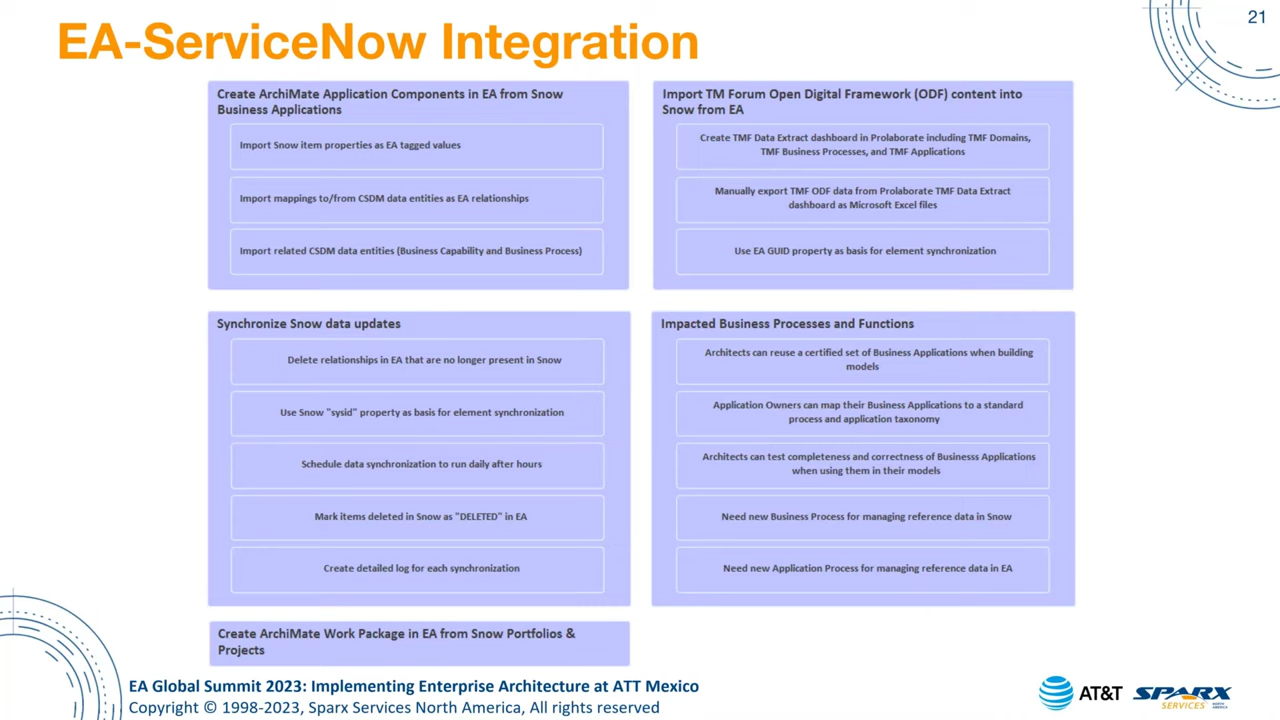 21
EA-ServiceNow Integration
Create ArchiMate Application Components in EA from Snow
Business Applications
Import Snow item properties as EA tagged values
Import mappings to/from CSDM data entities as EA relationships
Import related CSDM data entities (Business Capability and Business Process)
Import TM Forum Open Digital Framework (ODF) content into
Snow from EA
Create TMF Data Extract dashboard in Prolaborate including TMF Domains,
TMF Business Processes, and TMF Applications
Manually export TMF ODF data from Prolaborate TMF Data Extract
dashboard as Microsoft Excel files
Use EA GUID property as basis for element synchronization
Synchronize Snow data updates
Delete relationships in EA that are no longer present in Snow
Use Snow "sysid" property as basis for element synchronization
Schedule data synchronization to run daily after hours
Mark items deleted in Snow as "DELETED" in EA
Create detailed log for each synchronization
Impacted Business Processes and Functions
Architects can reuse a certified set of Business Applications when building
models
Application Owners can map their Business Applications to a standard
process and application taxonomy
Architects can test completeness and correctness of Businesss Applications
when using them in their models
Need new Business Process for managing reference data in Snow
Need new Application Process for managing reference data in EA
Create ArchiMate Work Package in EA from Snow Portfolios &
Projects
EA Global Summit 2023: Implementing Enterprise Architecture at ATT Mexico
Copyright © 1998-2023, Sparx Services North America, All rights reserved
AT&T
SPARX
SERVICES
NORTH
AMERICA